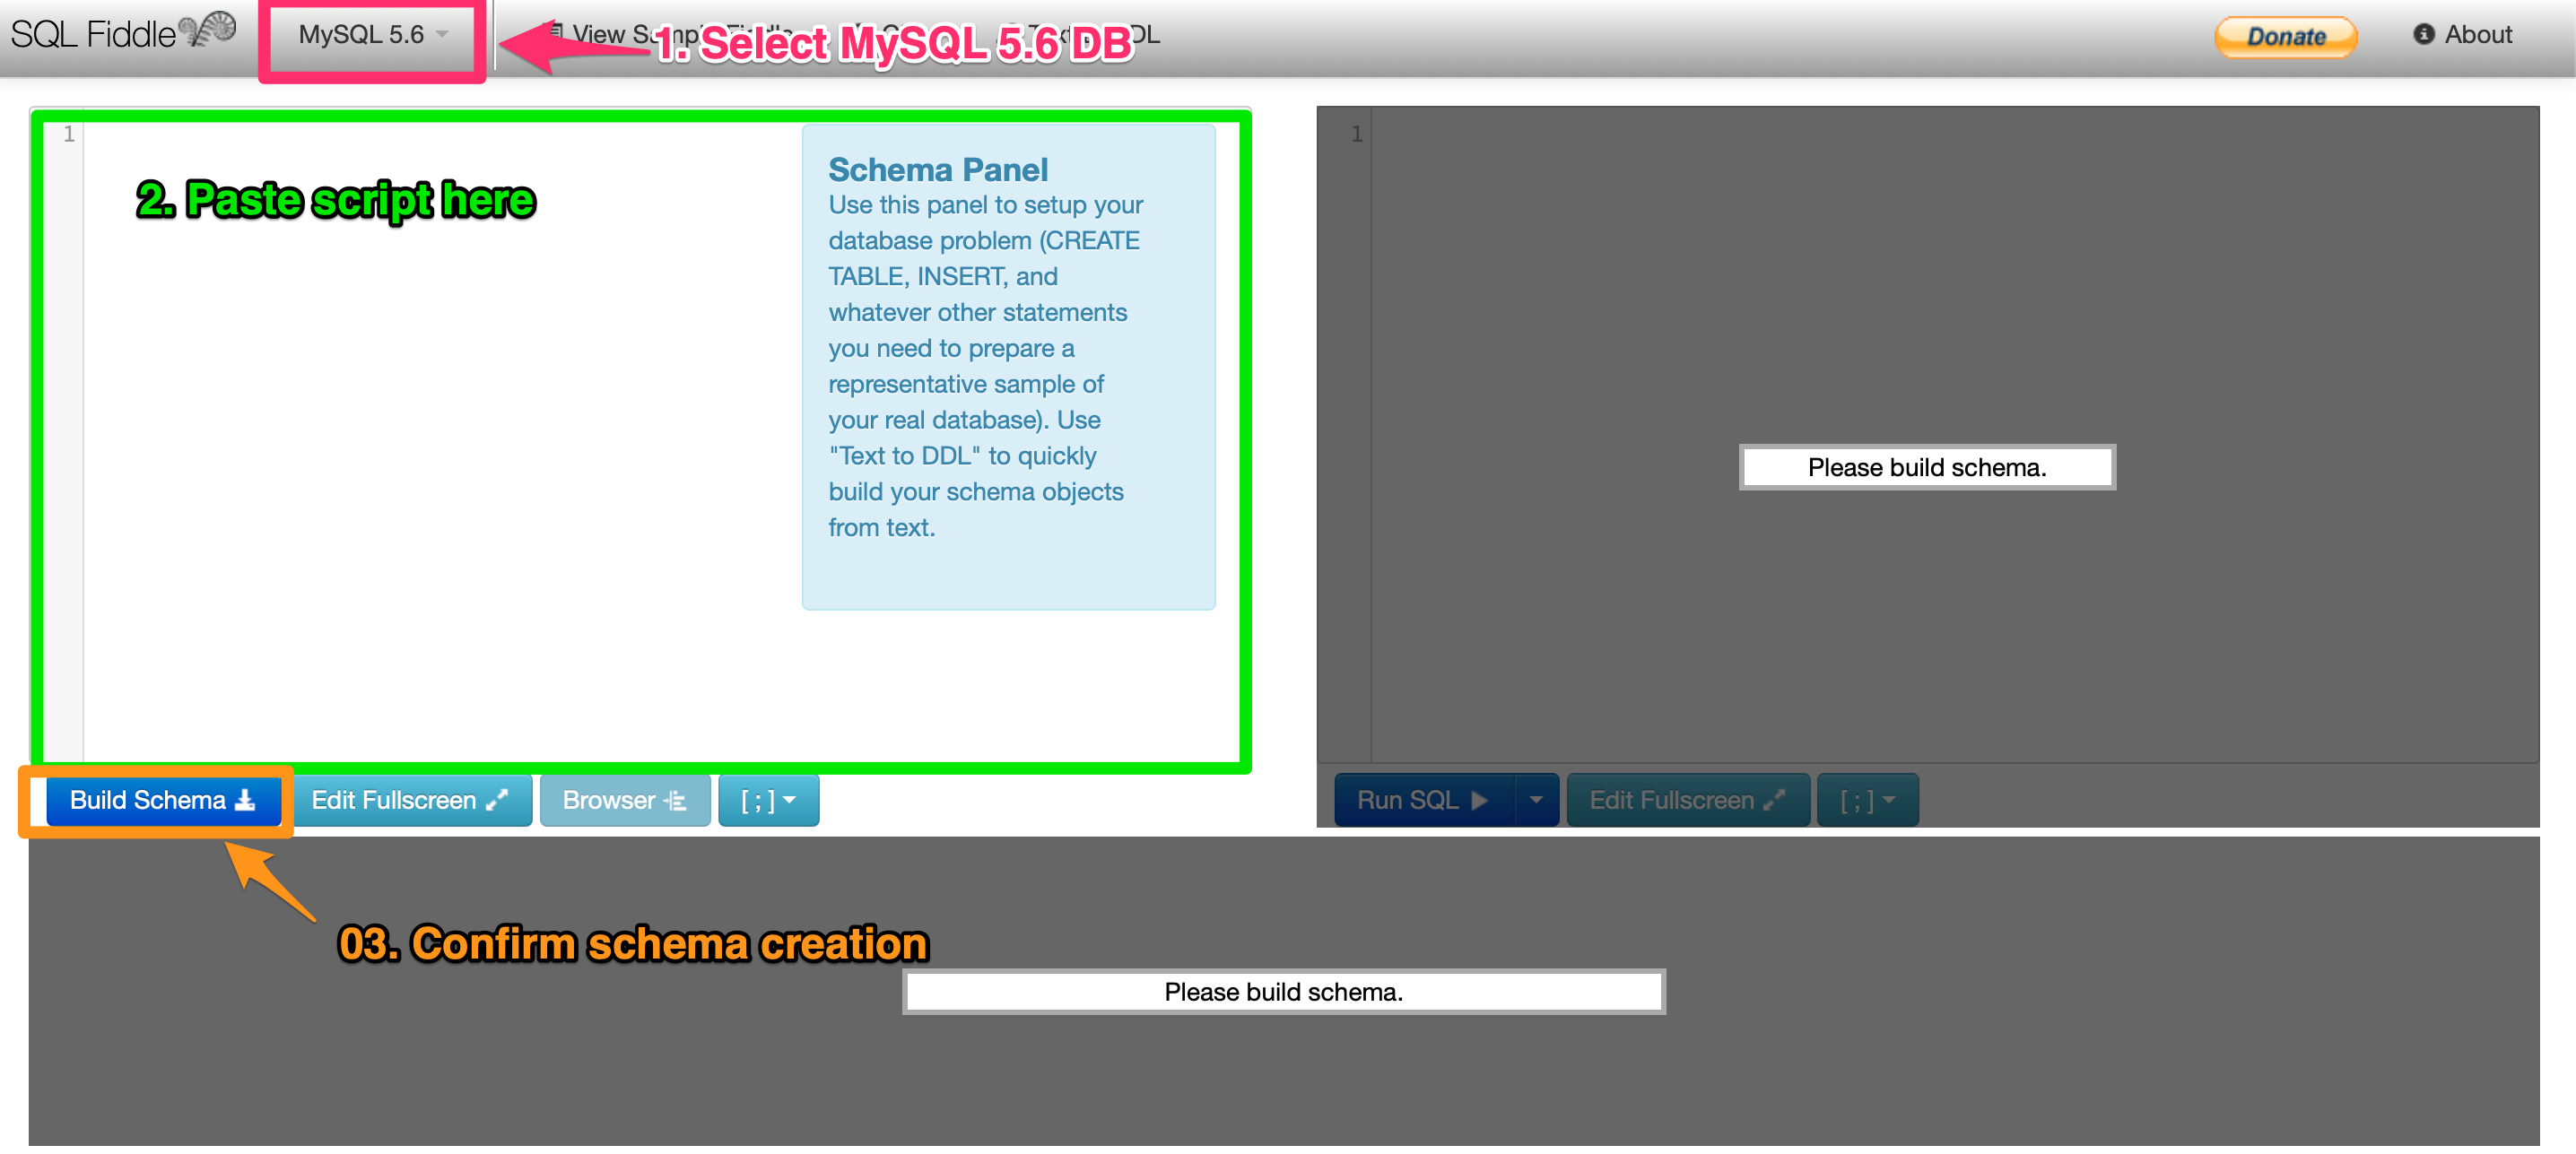 SQL Fiddle
MySQL 5.6
View
1. Select MySQL 5.6 DB
Donate
About
1
2. Paste script here
Schema Panel
Use this panel to setup your
database problem (CREATE
TABLE, INSERT, and
whatever other statements
you need to prepare a
representative sample of
your real database). Use
"Text to DDL" to quickly
build your schema objects
from text.
Build Schema
Edit Fullscreen
Browser
[ ; ]
1
Please build schema.
Run SQL
Edit Fullscreen
[ ; ]
03. Confirm schema creation
Please build schema.